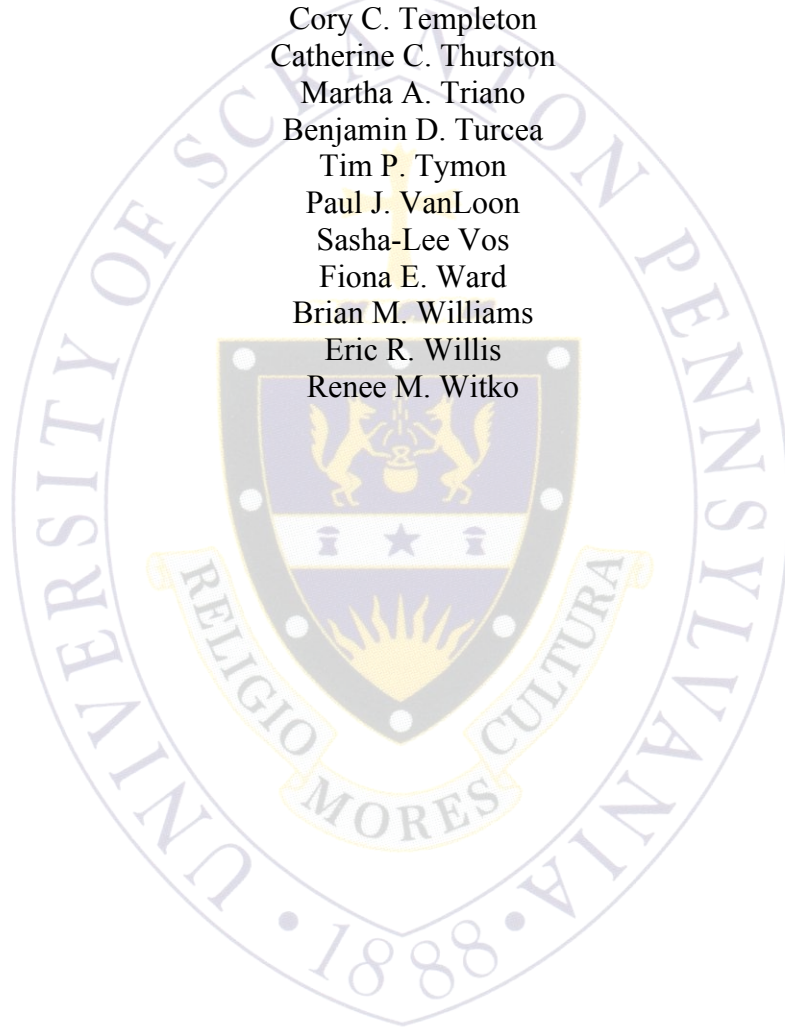 Cory C. Templeton
Catherine C. Thurston
Martha A. Triano
Benjamin D. Turcea
Tim P. Tymon
Paul J. VanLoon
Sasha-Lee Vos
Fiona E. Ward
Brian M. Williams
Eric R. Willis
Renee M. Witko
UNIVERSITY OF SCRANTON PENNSYLVANIA
RELIGIO MORES CULTURA
• 1888 •